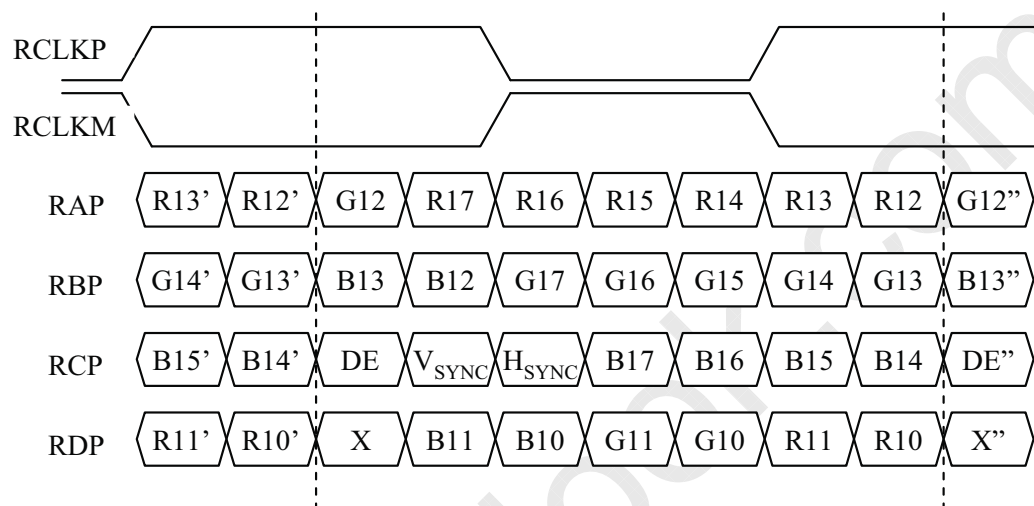 RCLKP
RCLKM
RAP R13’ R12’ G12 R17 R16 R15 R14 R13 R12 G12”
RBP G14’ G13’ B13 B12 G17 G16 G15 G14 G13 B13”
RCP B15’ B14’ DE VSYNC HSYNC B17 B16 B15 B14 DE”
RDP R11’ R10’ X B11 B10 G11 G10 R11 R10 X”